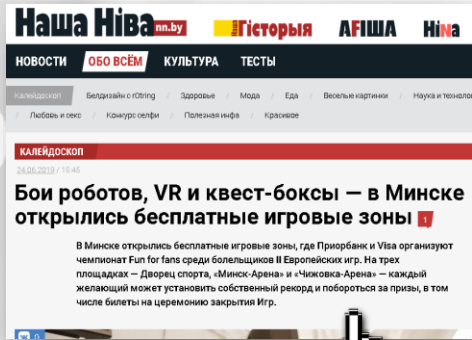 Наша Ніва nn.by Гісторыя АFІША Ніna
НОВОСТИ ОБО ВСЁМ КУЛЬТУРА ТЕСТЫ
Калейдоскоп Белдизайн с rOtring / Здоровье / Мода / Еда / Веселые картинки / Наука и техноло
/ Любовь и секс / Конкурс селфи / Полезная инфа / Красивое
КАЛЕЙДОСКОП
24.06.2019 / 15:45
Бои роботов, VR и квест-боксы — в Минске
открылись бесплатные игровые зоны 1
В Минске открылись бесплатные игровые зоны, где Приорбанк и Visa организуют
чемпионат Fun for fans среди болельщиков II Европейских игр. На трех
площадках — Дворец спорта, «Минск-Арена» и «Чижовка-Арена» — каждый
желающий может установить собственный рекорд и побороться за призы, в том
числе билеты на церемонию закрытия Игр.
0